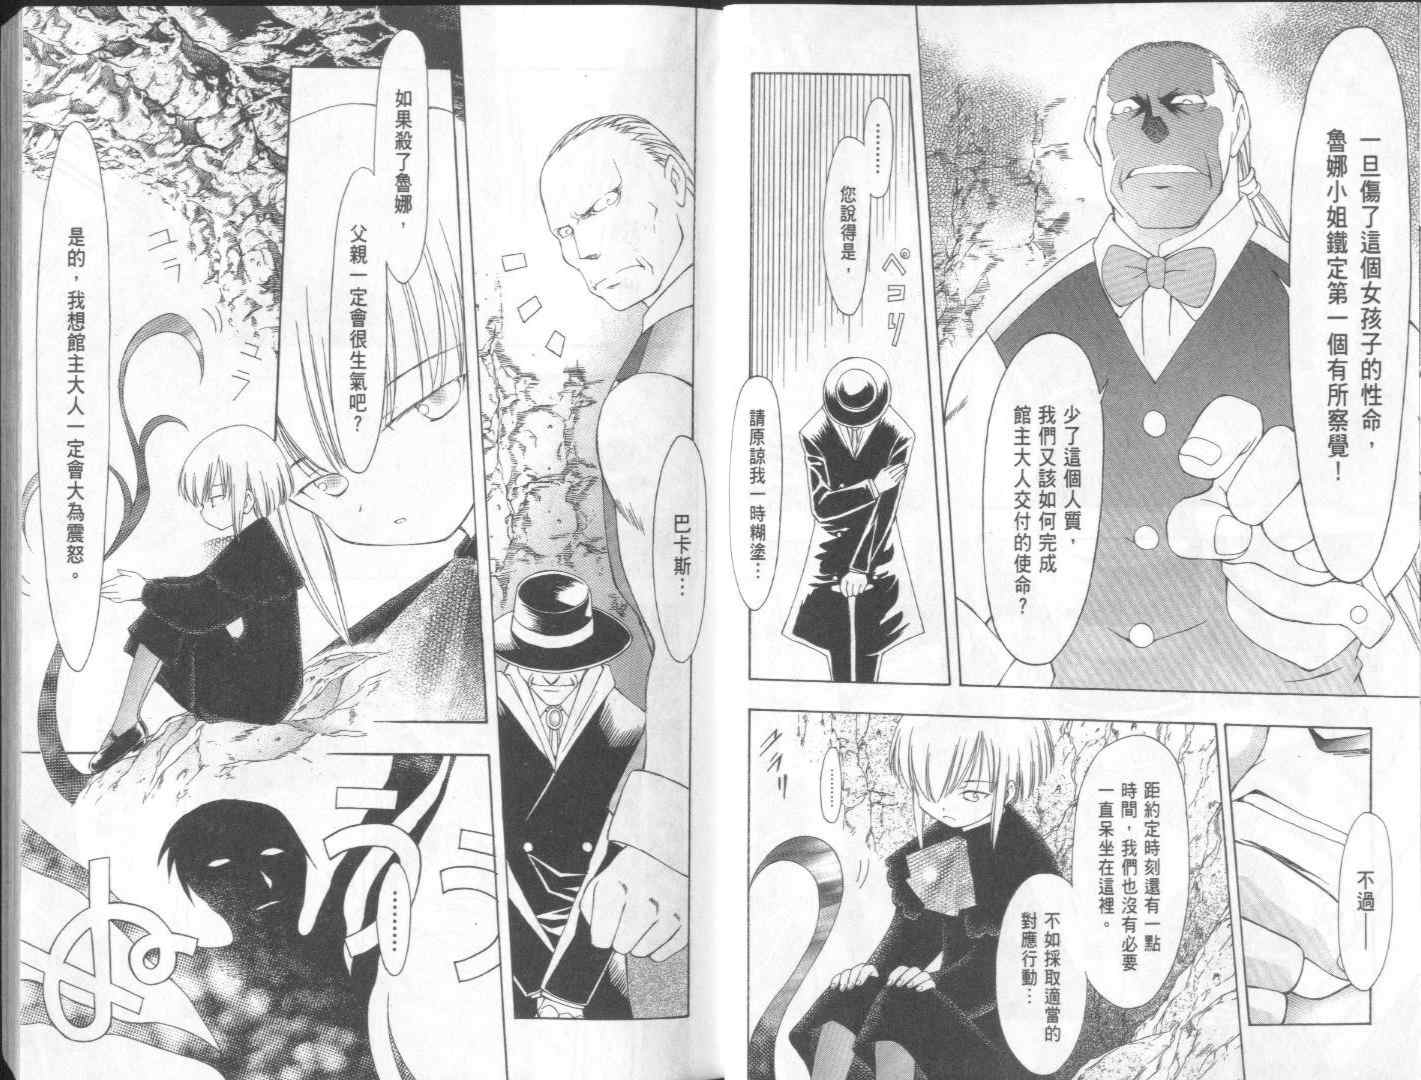 一旦傷了這個女孩子的性命，
魯娜小姐鐵定第一個有所察覺！
少了這個人質，
我們又該如何完成
館主大人交付的使命？
………
您說得是，
ペコリ
請原諒我一時糊塗…
不過——
距約定時刻還有一點
時間，我們也沒有必要
一直呆坐在這裡。
不如採取適當的
對應行動…
………
巴卡斯…
如果殺了魯娜，
父親一定會很生氣吧？
ユラ
ユラ
是的，我想館主大人一定會大為震怒。
………